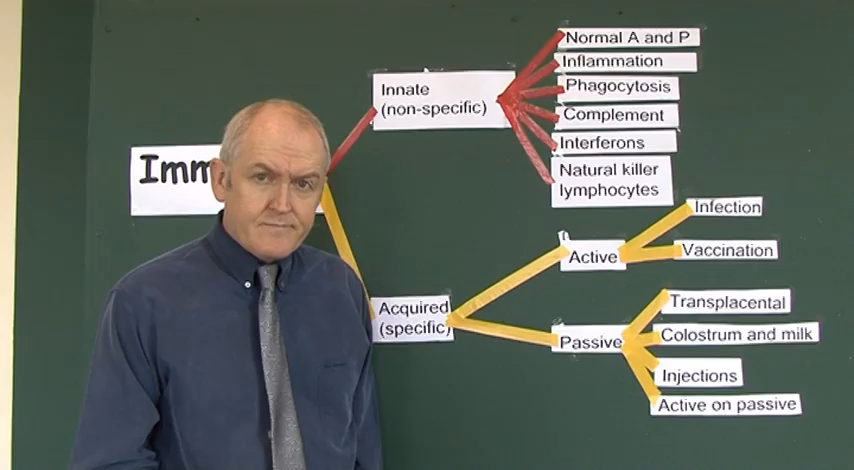 Imm
Innate
(non-specific)
Normal A and P
Inflammation
Phagocytosis
Complement
Interferons
Natural killer
lymphocytes
Acquired
(specific)
Active
Infection
Vaccination
Passive
Transplacental
Colostrum and milk
Injections
Active on passive